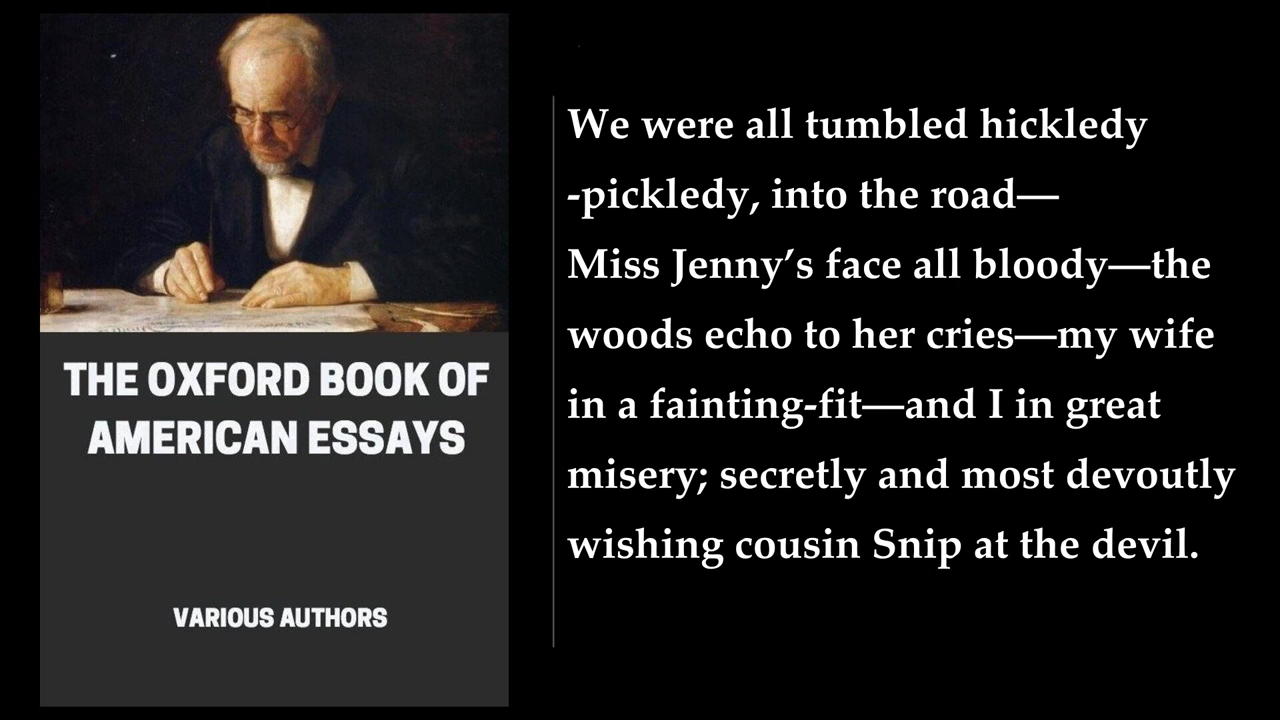 THE OXFORD BOOK OF
AMERICAN ESSAYS
VARIOUS AUTHORS
We were all tumbled hickledy
-pickledy, into the road—
Miss Jenny’s face all bloody—the
woods echo to her cries—my wife
in a fainting-fit—and I in great
misery; secretly and most devoutly
wishing cousin Snip at the devil.